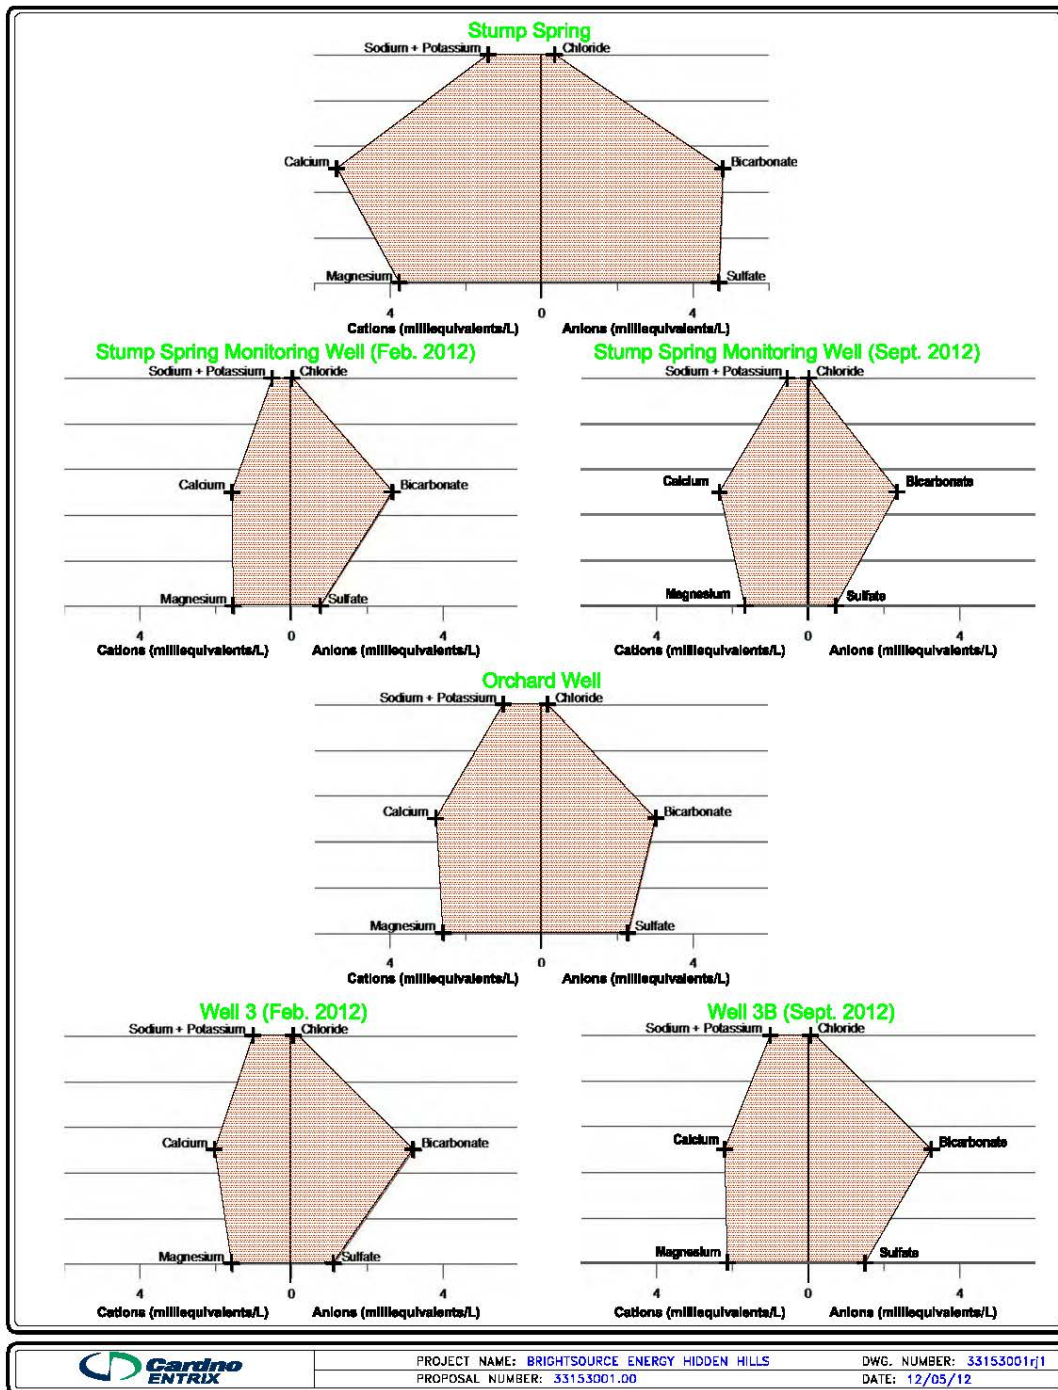 Stump Spring
Sodium + Potassium Chloride
Calcium Bicarbonate
Magnesium Sulfate
4 0 4
Cations (milliequivalents/L) Anions (milliequivalents/L)
Stump Spring Monitoring Well (Feb. 2012)
Sodium + Potassium Chloride
Calcium Bicarbonate
Magnesium Sulfate
4 0 4
Cations (milliequivalents/L) Anions (milliequivalents/L)
Stump Spring Monitoring Well (Sept. 2012)
Sodium + Potassium Chloride
Calcium Bicarbonate
Magnesium Sulfate
4 0 4
Cations (milliequivalents/L) Anions (milliequivalents/L)
Orchard Well
Sodium + Potassium Chloride
Calcium Bicarbonate
Magnesium Sulfate
4 0 4
Cations (milliequivalents/L) Anions (milliequivalents/L)
Well 3 (Feb. 2012)
Sodium + Potassium Chloride
Calcium Bicarbonate
Magnesium Sulfate
4 0 4
Cations (milliequivalents/L) Anions (milliequivalents/L)
Well 3B (Sept. 2012)
Sodium + Potassium Chloride
Calcium Bicarbonate
Magnesium Sulfate
4 0 4
Cations (milliequivalents/L) Anions (milliequivalents/L)
Cardno
ENTRIX
PROJECT NAME: BRIGHTSOURCE ENERGY HIDDEN HILLS
PROPOSAL NUMBER: 33153001.00
DWG. NUMBER: 33153001rj1
DATE: 12/05/12